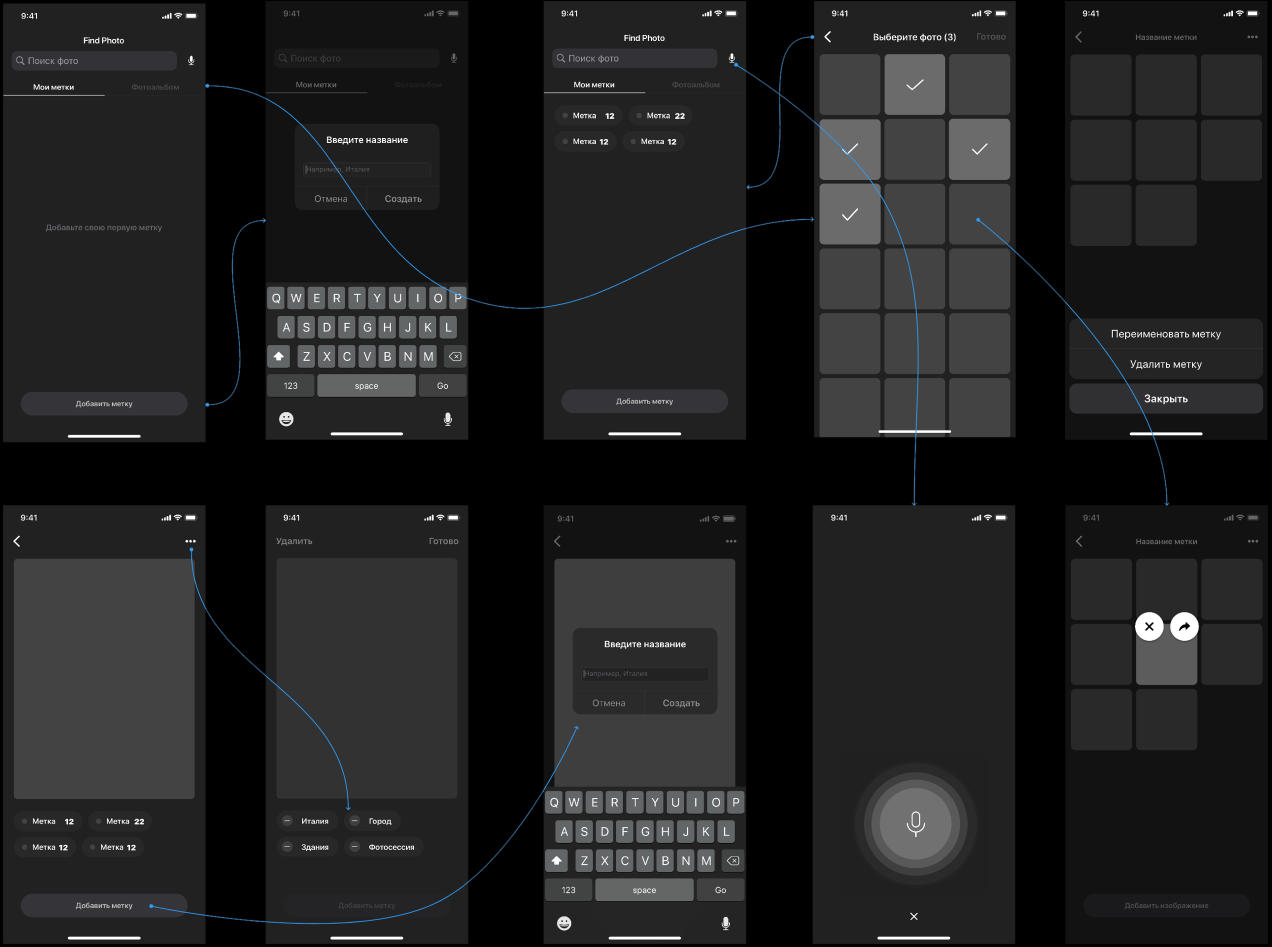 9:41
Find Photo
Поиск фото
Мои метки Фотоальбом
Добавьте свою первую метку
Добавить метку
9:41
Поиск фото
Мои метки Фотоальбом
Введите название
Например, Италия
Отмена Создать
Q W E R T Y U I O P
A S D F G H J K L
Z X C V B N M
123 space Go
9:41
Find Photo
Поиск фото
Мои метки Фотоальбом
Метка 12 Метка 22
Метка 12 Метка 12
Добавить метку
9:41
Выберите фото (3) Готово
9:41
Название метки
Переименовать метку
Удалить метку
Закрыть
9:41
Метка 12 Метка 22
Метка 12 Метка 12
Добавить метку
9:41
Удалить Готово
Италия Город
Здания Фотосессия
Добавить метку
9:41
Введите название
Например, Италия
Отмена Создать
Q W E R T Y U I O P
A S D F G H J K L
Z X C V B N M
123 space Go
9:41
9:41
Название метки
Добавить изображение